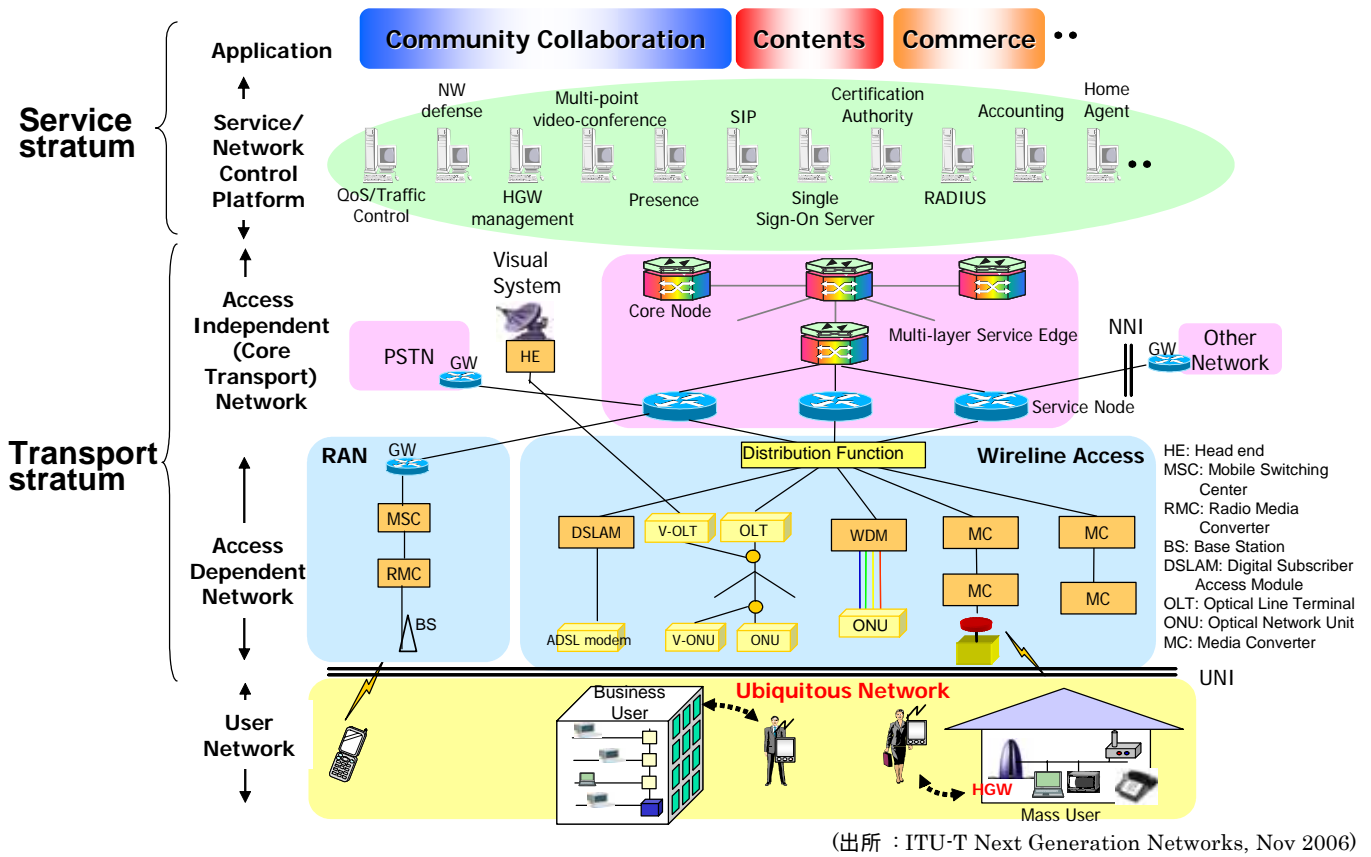 Community Collaboration
Contents
Commerce
••
Application
Service/
Network
Control
Platform
Service
stratum
NW
defense
Multi-point
video-conference
SIP
Certification
Authority
Accounting
Home
Agent
••
QoS/Traffic
Control
HGW
management
Presence
Single
Sign-On Server
RADIUS
Visual
System
HE
Core Node
Multi-layer Service Edge
NNI
Access
Independent
(Core
Transport)
Network
PSTN
GW
GW
Other
Network
Service Node
Transport
stratum
RAN
GW
Distribution Function
Wireline Access
MSC
RMC
BS
DSLAM
V-OLT
OLT
WDM
MC
MC
MC
MC
ADSL modem
V-ONU
ONU
ONU
Access
Dependent
Network
HE: Head end
MSC: Mobile Switching
Center
RMC: Radio Media
Converter
BS: Base Station
DSLAM: Digital Subscriber
Access Module
OLT: Optical Line Terminal
ONU: Optical Network Unit
MC: Media Converter
UNI
User
Network
Business
User
Ubiquitous Network
HGW
Mass User
(出所 : ITU-T Next Generation Networks, Nov 2006)